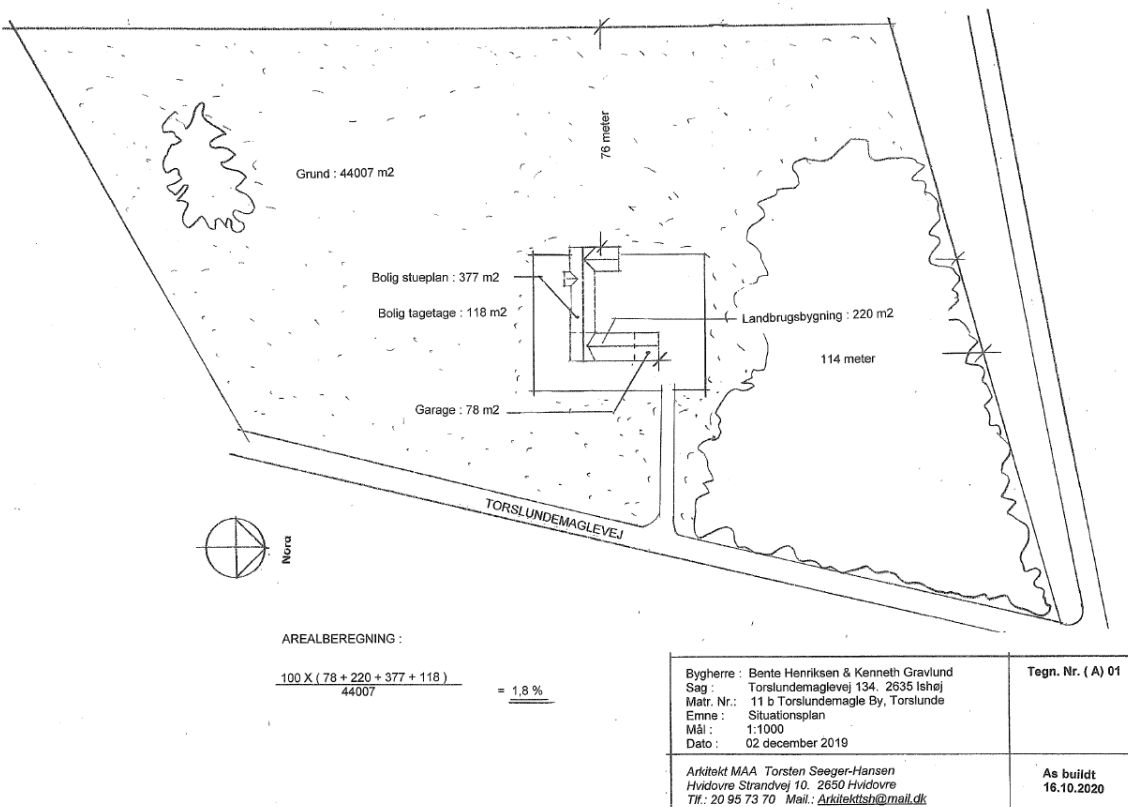 76 meter
Grund : 44007 m2
Bolig stueplan : 377 m2
Bolig tagetage : 118 m2
Landbrugsbygning : 220 m2
114 meter
Garage : 78 m2
TORSLUNDEMAGLEVEJ
Nord
AREALBEREGNING :
100 X ( 78 + 220 + 377 + 118 )
44007
= 1,8 %
Bygherre : Bente Henriksen & Kenneth Gravlund
Sag : Torslundemaglevej 134. 2635 Ishøj
Matr. Nr.: 11 b Torslundemagle By, Torslunde
Emne : Situationsplan
Mål : 1:1000
Dato : 02 december 2019
Tegn. Nr. ( A) 01
Arkitekt MAA Torsten Seeger-Hansen
Hvidovre Strandvej 10. 2650 Hvidovre
Tlf.: 20 95 73 70 Mail.: Arkitekttsh@mail.dk
As buildt
16.10.2020